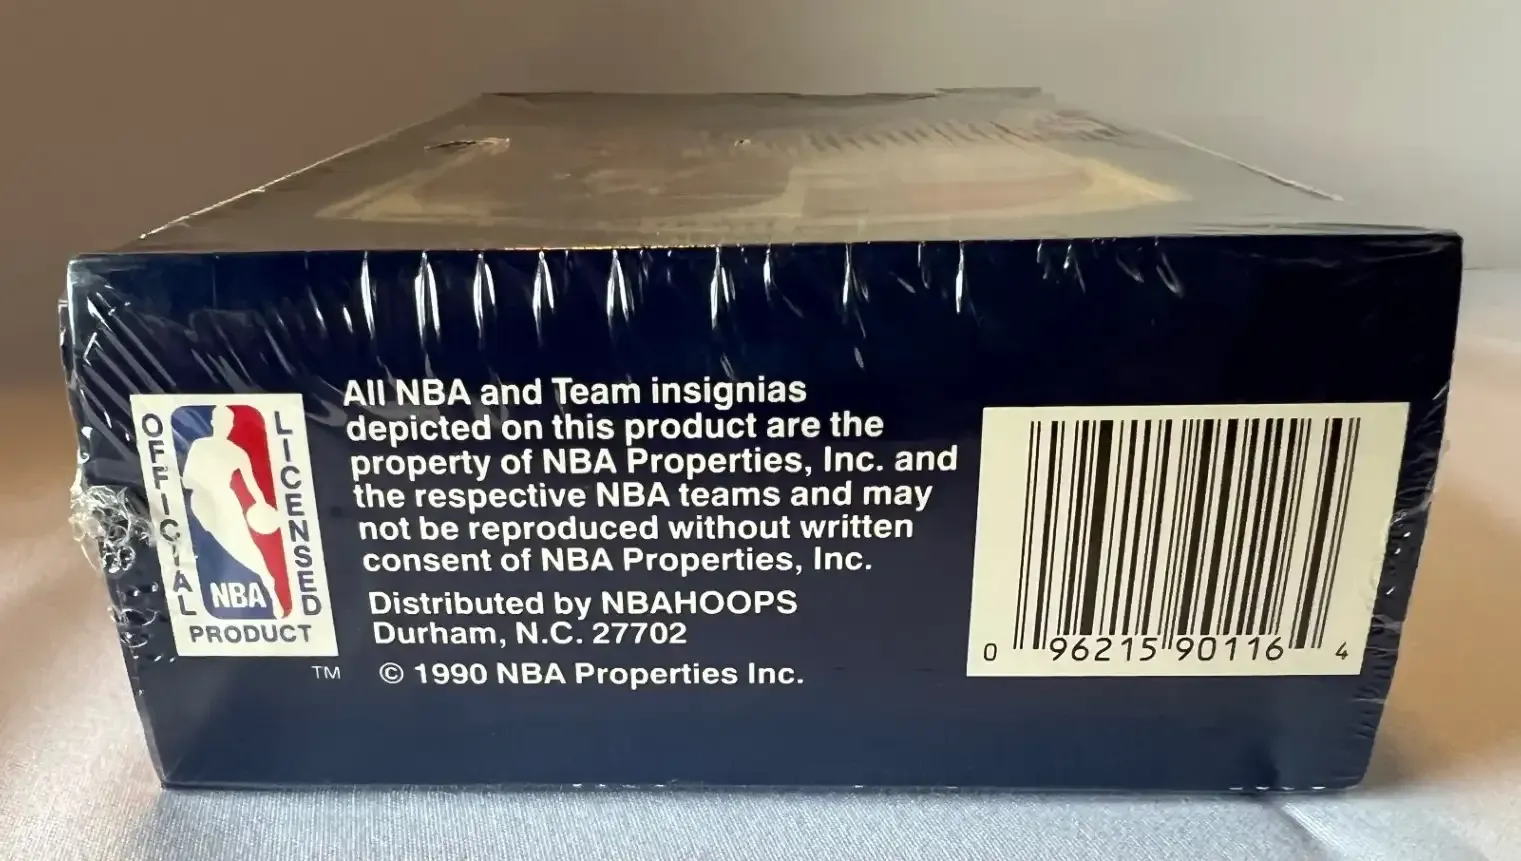 OFFICIAL
LICENSED
NBA
PRODUCT
TM
All NBA and Team insignias
depicted on this product are the
property of NBA Properties, Inc. and
the respective NBA teams and may
not be reproduced without written
consent of NBA Properties, Inc.
Distributed by NBAHOOPS
Durham, N.C. 27702
© 1990 NBA Properties Inc.
0 96215 90116 4